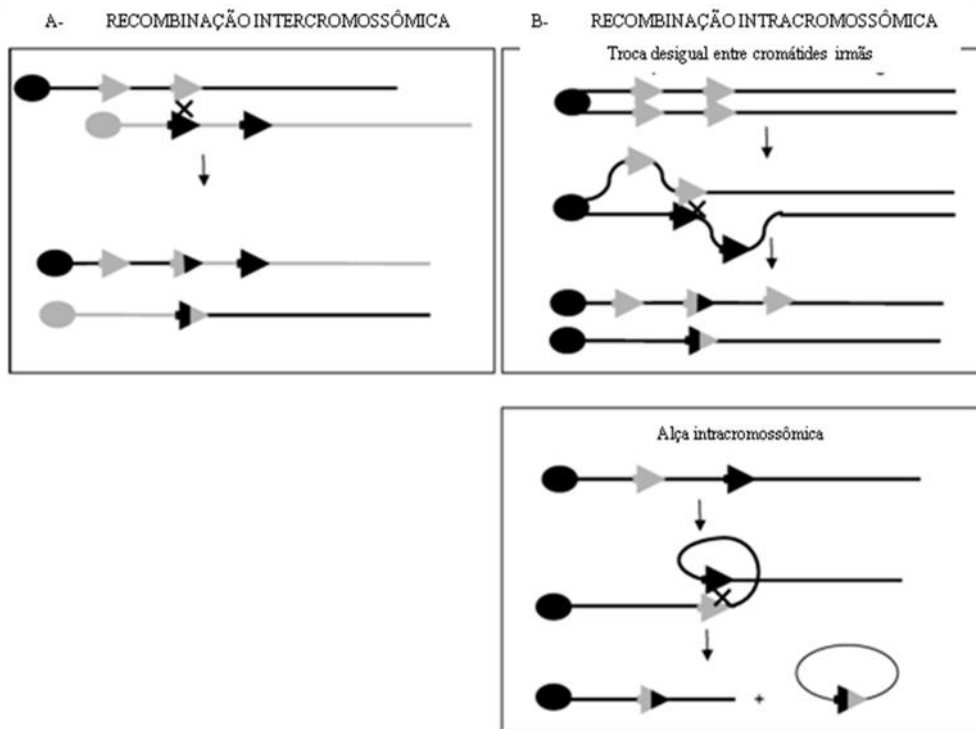 A- RECOMBINAÇÃO INTERCROMOSSÔMICA
B- RECOMBINAÇÃO INTRACROMOSSÔMICA
Troca desigual entre cromátides irmãs
Alça intracromossômica
+